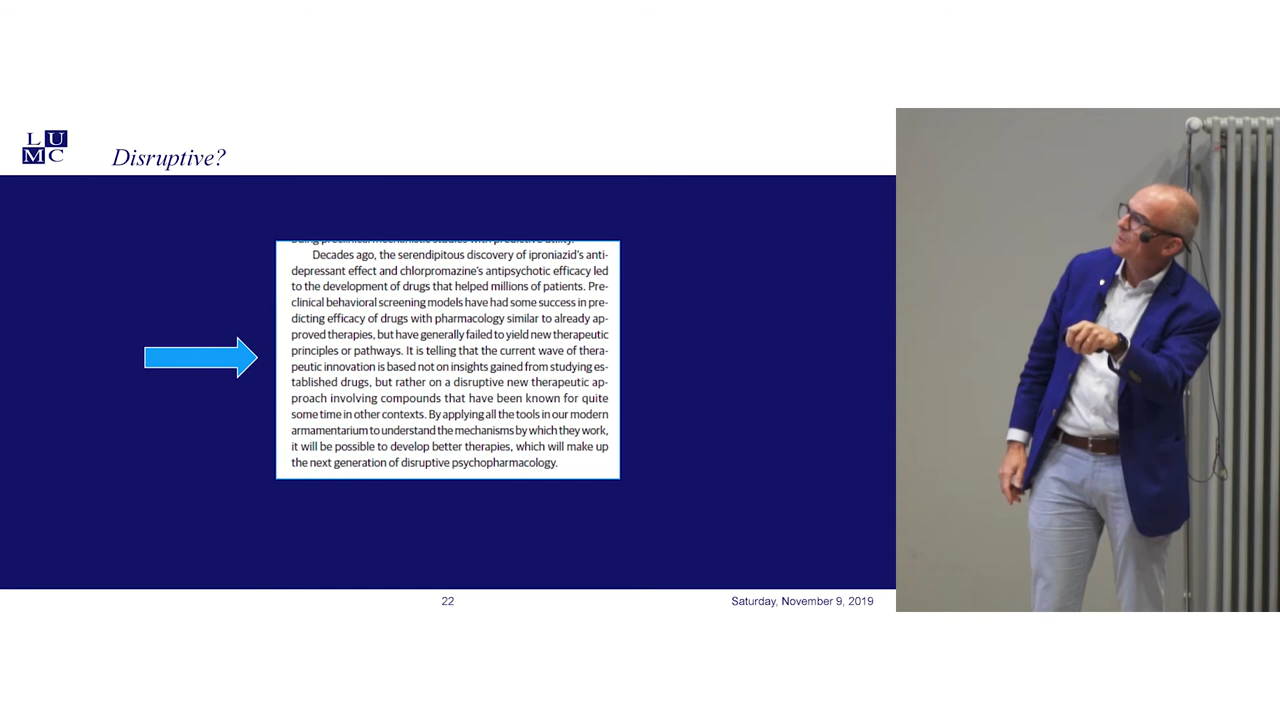 L U
M C
Disruptive?
Doing preclinical mechanistic studies with predictive utility.
Decades ago, the serendipitous discovery of iproniazid's anti-
depressant effect and chlorpromazine's antipsychotic efficacy led
to the development of drugs that helped millions of patients. Pre-
clinical behavioral screening models have had some success in pre-
dicting efficacy of drugs with pharmacology similar to already ap-
proved therapies, but have generally failed to yield new therapeutic
principles or pathways. It is telling that the current wave of thera-
peutic innovation is based not on insights gained from studying es-
tablished drugs, but rather on a disruptive new therapeutic ap-
proach involving compounds that have been known for quite
some time in other contexts. By applying all the tools in our modern
armamentarium to understand the mechanisms by which they work,
it will be possible to develop better therapies, which will make up
the next generation of disruptive psychopharmacology.
22
Saturday, November 9, 2019